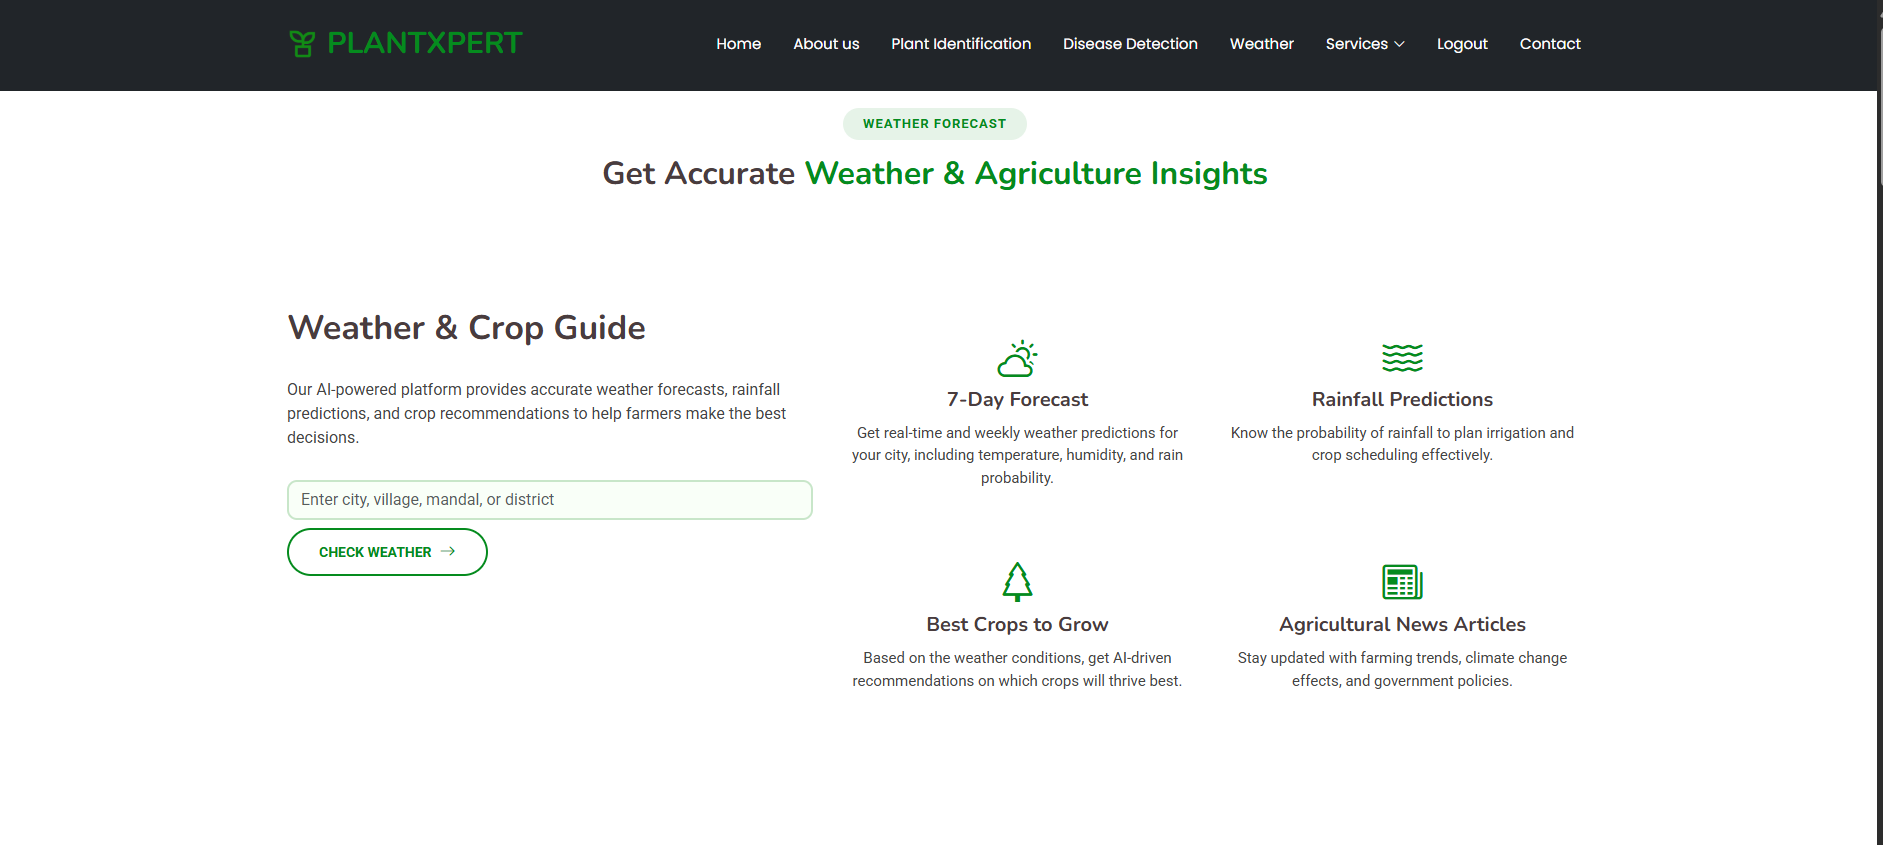 PLANTXPERT
Home About us Plant Identification Disease Detection Weather Services Logout Contact
WEATHER FORECAST
Get Accurate Weather & Agriculture Insights
Weather & Crop Guide
Our AI-powered platform provides accurate weather forecasts, rainfall
predictions, and crop recommendations to help farmers make the best
decisions.
Enter city, village, mandal, or district
CHECK WEATHER
7-Day Forecast
Get real-time and weekly weather predictions for
your city, including temperature, humidity, and rain
probability.
Rainfall Predictions
Know the probability of rainfall to plan irrigation and
crop scheduling effectively.
Best Crops to Grow
Based on the weather conditions, get AI-driven
recommendations on which crops will thrive best.
Agricultural News Articles
Stay updated with farming trends, climate change
effects, and government policies.